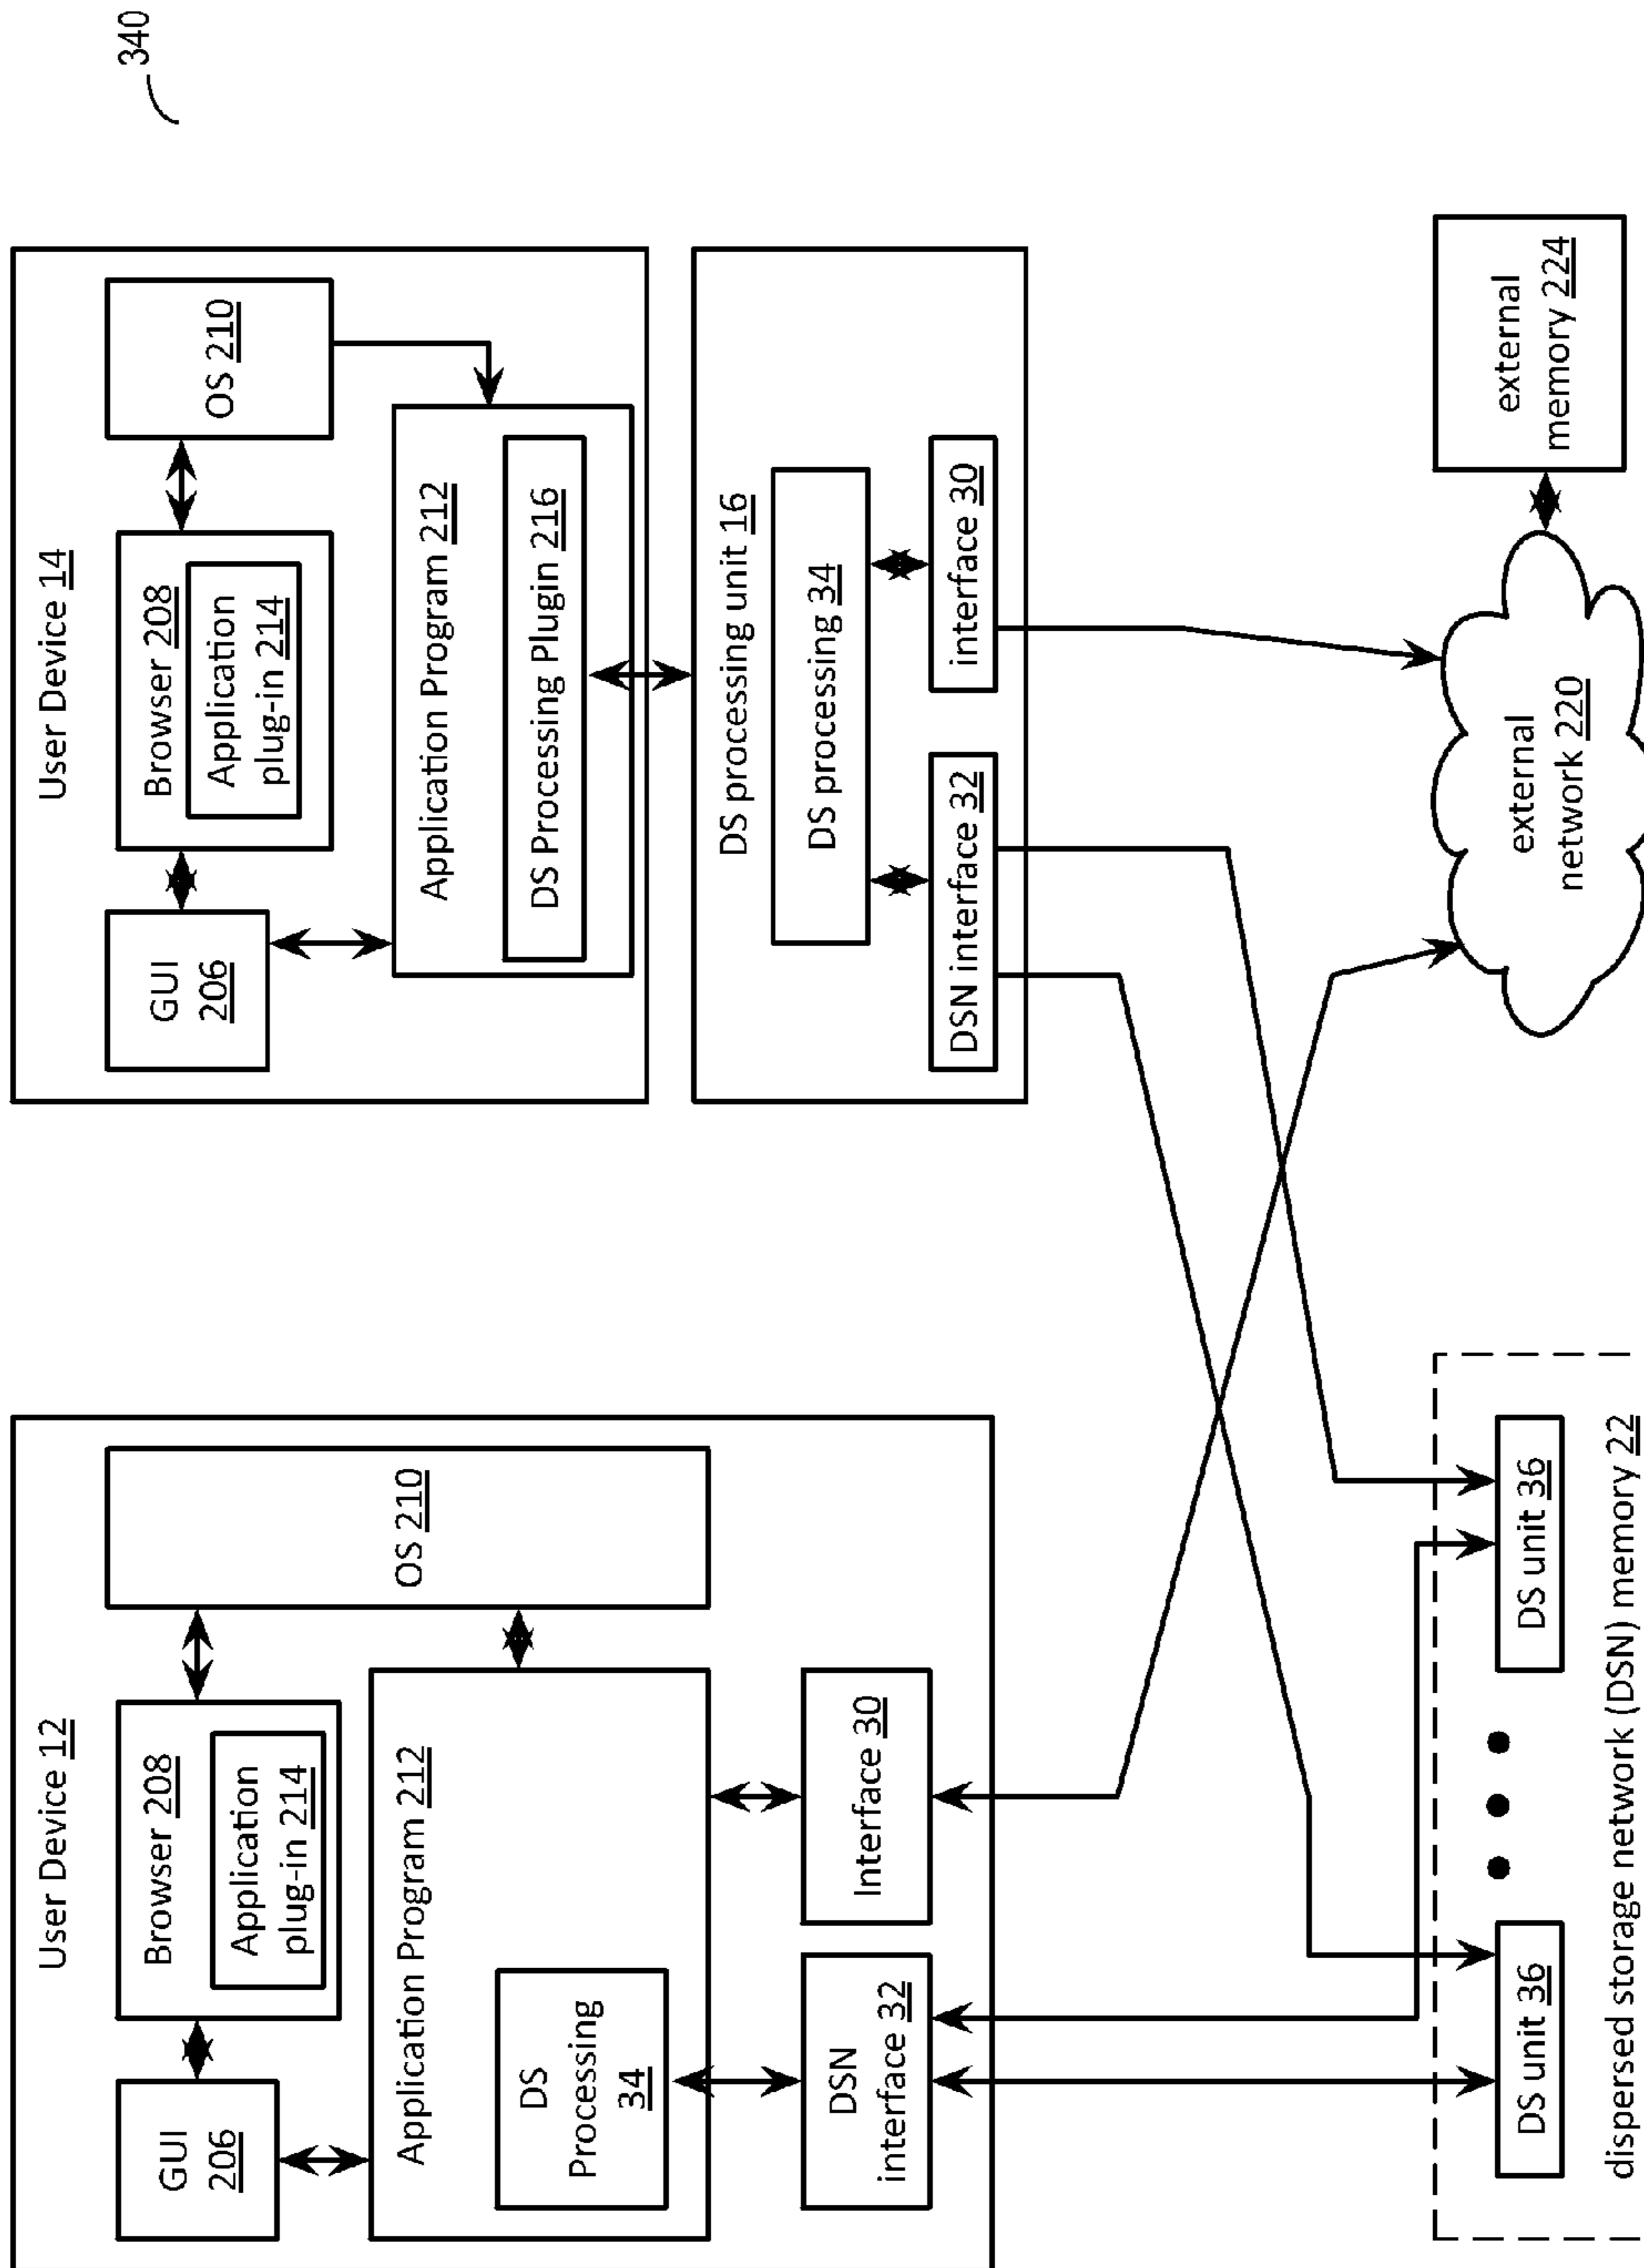 340
User Device 12
GUI
206
Browser 208
Application
plug-in 214
OS 210
Application Program 212
DS
Processing
34
DSN
interface 32
Interface 30
User Device 14
GUI
206
Browser 208
Application
plug-in 214
OS 210
Application Program 212
DS Processing Plugin 216
DS processing unit 16
DS processing 34
DSN interface 32
interface 30
DS unit 36
DS unit 36
dispersed storage network (DSN) memory 22
external
network 220
external
memory 224